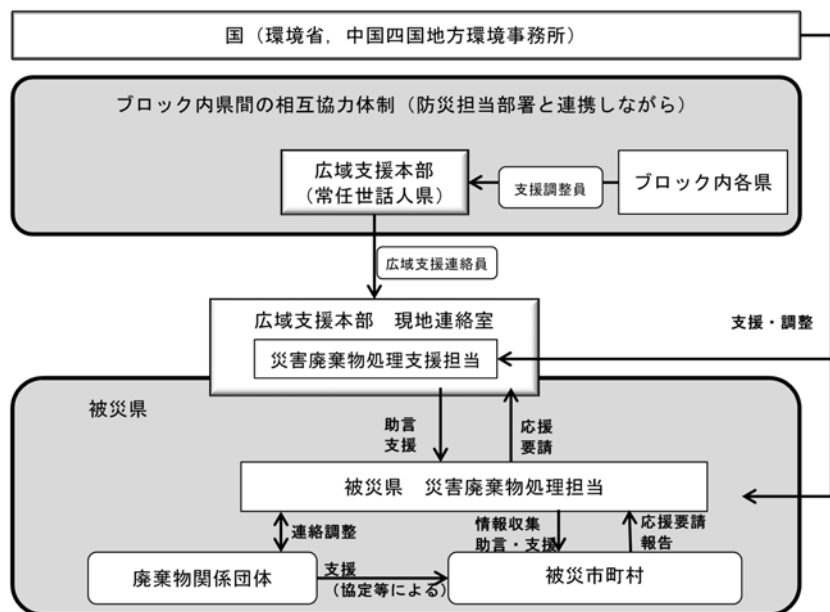 国（環境省，中国四国地方環境事務所）
ブロック内県間の相互協力体制（防災担当部署と連携しながら）
広域支援本部
（常任世話人県）
支援調整員
ブロック内各県
広域支援連絡員
広域支援本部　現地連絡室
災害廃棄物処理支援担当
支援・調整
被災県
助言
支援
応援
要請
被災県　災害廃棄物処理担当
連絡調整
情報収集
助言・支援
応援要請
報告
廃棄物関係団体
支援
（協定等による）
被災市町村